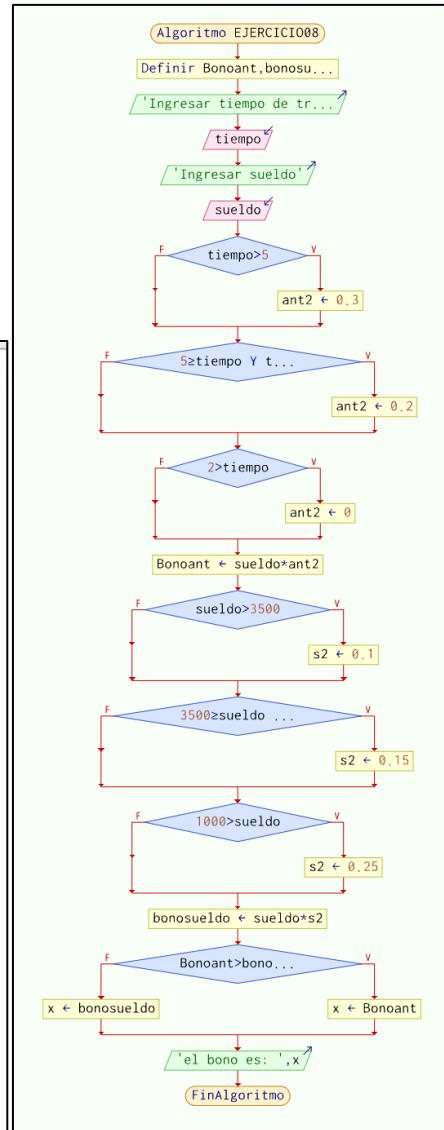 Algoritmo EJERCICIO08
Definir Bonoant,bonosu...
'Ingresar tiempo de tr...
tiempo
'Ingresar sueldo'
sueldo
F
tiempo>5
V
ant2 ← 0.3
F
5≥tiempo Y t...
V
ant2 ← 0.2
F
2>tiempo
V
ant2 ← 0
Bonoant ← sueldo*ant2
F
sueldo>3500
V
s2 ← 0.1
F
3500≥sueldo ...
V
s2 ← 0.15
F
1000>sueldo
V
s2 ← 0.25
bonosueldo ← sueldo*s2
F
Bonoant>bono...
V
x ← bonosueldo
x ← Bonoant
'el bono es: ',x
FinAlgoritmo